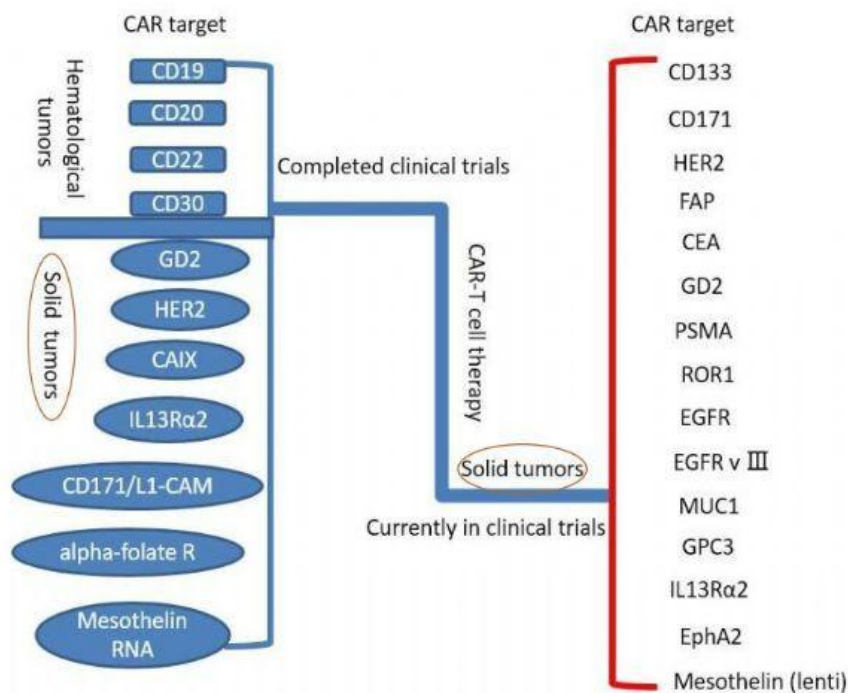 CAR target
Hematological
tumors
CD19
CD20
CD22
CD30
Solid tumors
GD2
HER2
CAIX
IL13Rα2
CD171/L1-CAM
alpha-folate R
Mesothelin
RNA
Completed clinical trials
CAR-T cell therapy
Solid tumors
Currently in clinical trials
CAR target
CD133
CD171
HER2
FAP
CEA
GD2
PSMA
ROR1
EGFR
EGFR v Ⅲ
MUC1
GPC3
IL13Rα2
EphA2
Mesothelin (lenti)